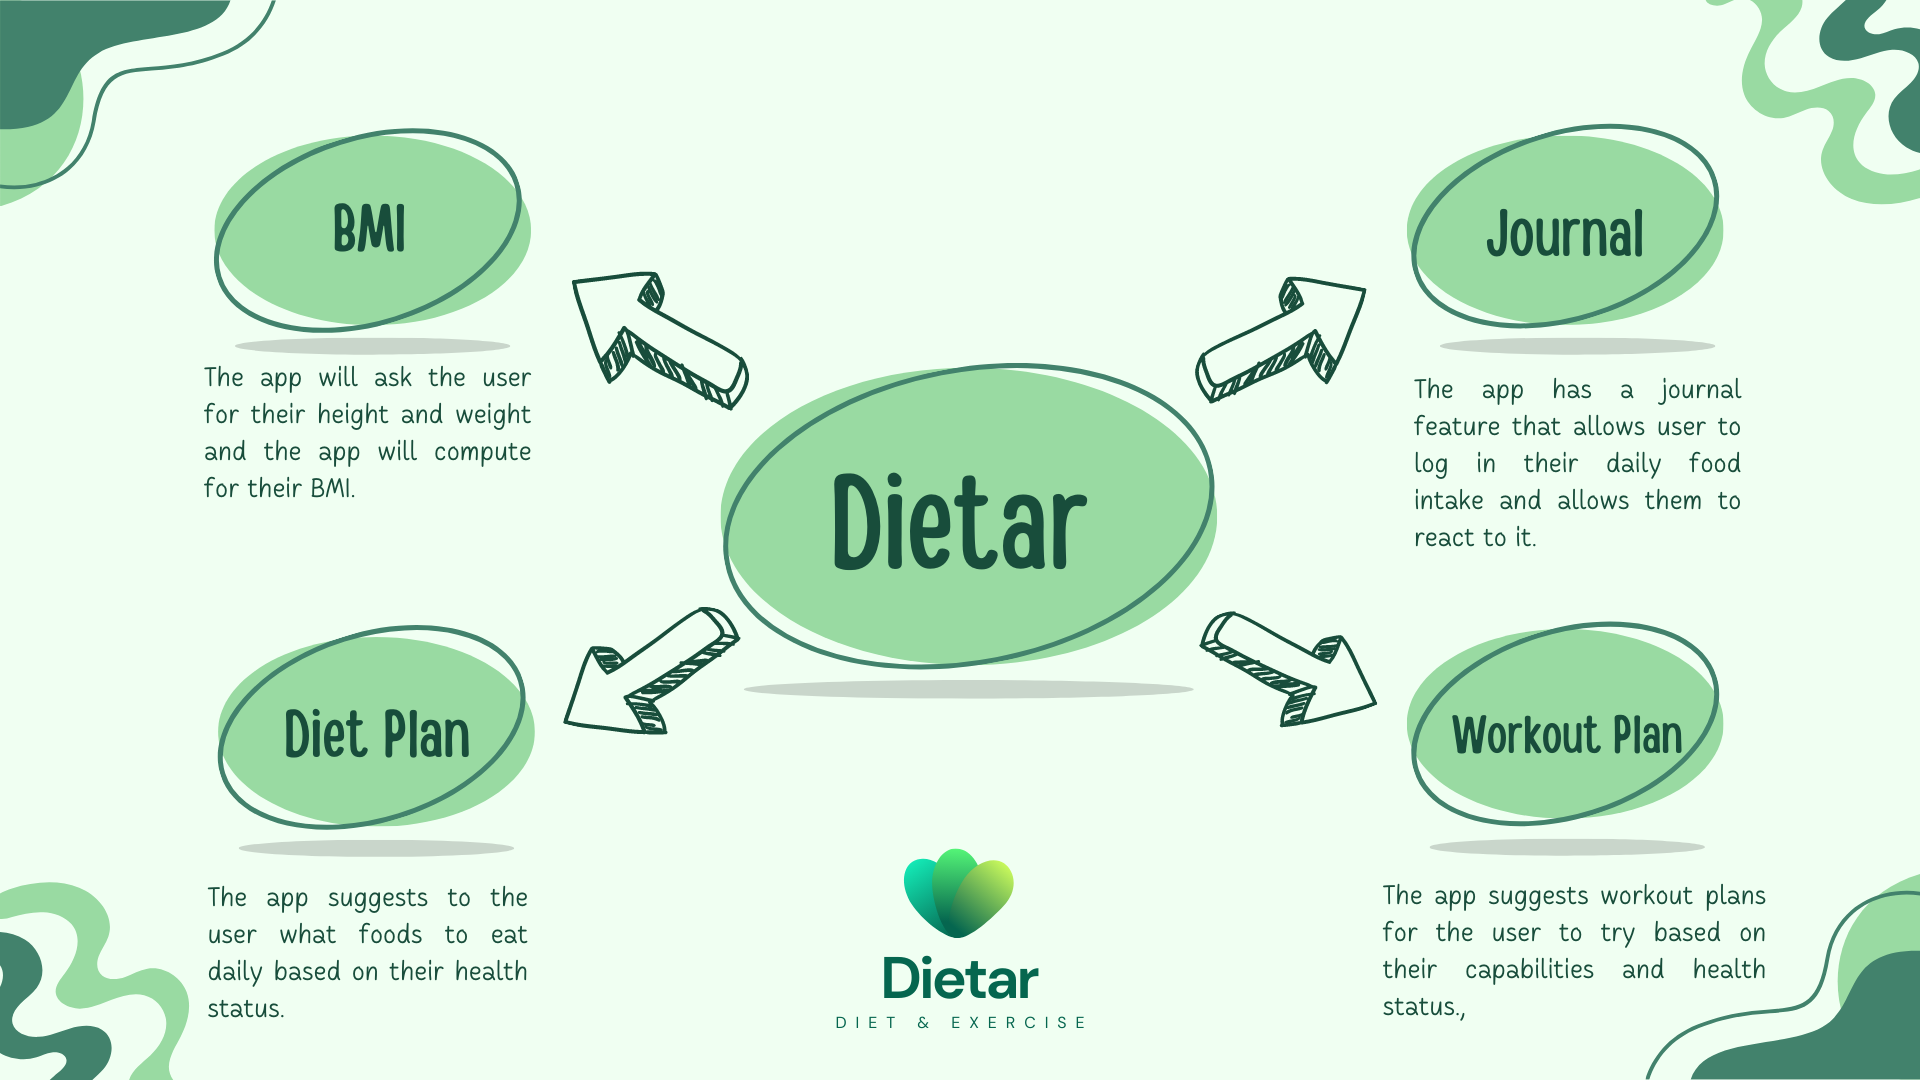 BMI
The app will ask the user
for their height and weight
and the app will compute
for their BMI.
Journal
The app has a journal
feature that allows user to
log in their daily food
intake and allows them to
react to it.
Dietar
Diet Plan
The app suggests to the
user what foods to eat
daily based on their health
status.
Workout Plan
The app suggests workout plans
for the user to try based on
their capabilities and health
status.,
Dietar
DIET & EXERCISE